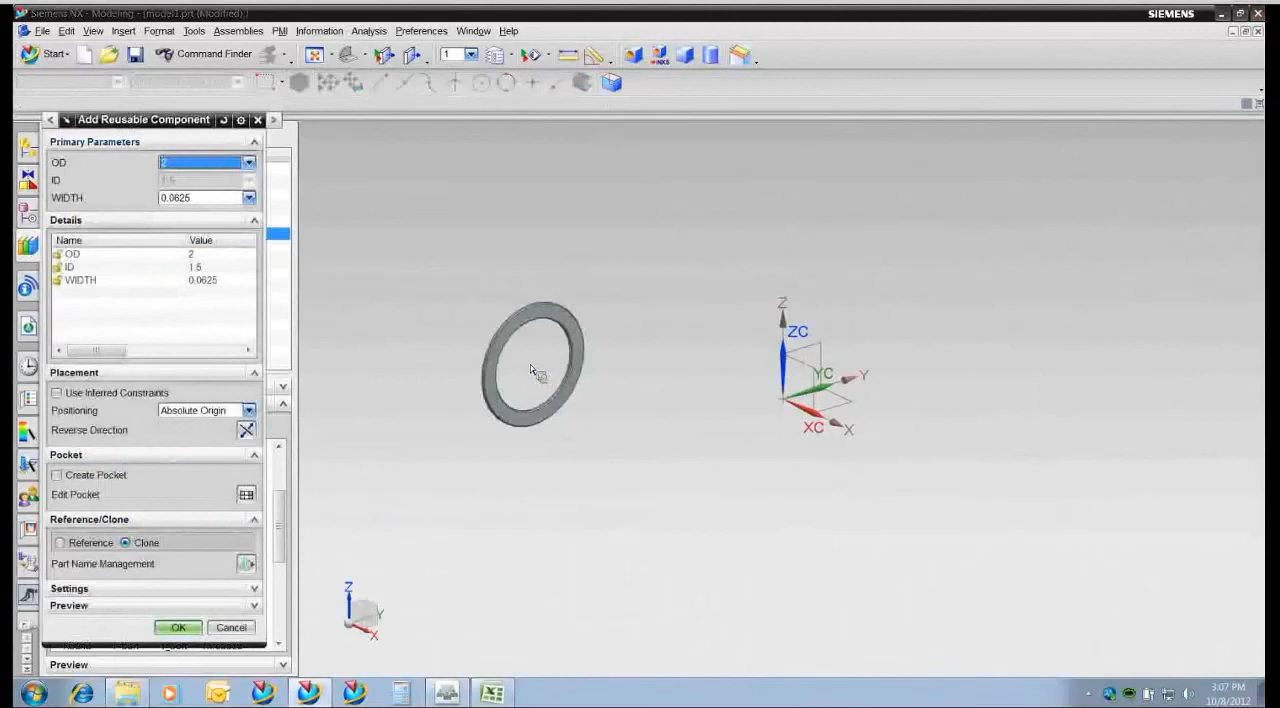 Siemens NX - Modeling - [model1.prt (Modified)]
SIEMENS
File Edit View Insert Format Tools Assemblies PMI Information Analysis Preferences Window Help
Start Command Finder
1
Add Reusable Component
Primary Parameters
OD
ID 1.5
WIDTH 0.0625
Details
Name Value
OD 2
ID 1.5
WIDTH 0.0625
Placement
Use Inferred Constraints
Positioning Absolute Origin
Reverse Direction
Pocket
Create Pocket
Edit Pocket
Reference/Clone
Reference Clone
Part Name Management
Settings
Preview
OK Cancel
Preview
Z
ZC
YC Y
XC X
Z
Y
X
3:07 PM
10/8/2012